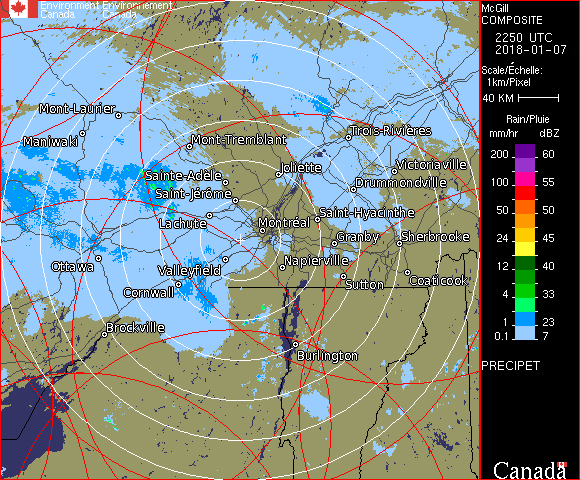 Environment Environnement
Canada Canada
McGill
COMPOSITE
2250 UTC
2018-01-07
Scale/Échelle:
1km/Pixel
40 KM
Rain/Pluie
mm/hr dBZ
200 60
100 55
50 50
24 45
12 40
4 33
1 23
0.1 7
PRECIPET
Canada
Mont-Laurier
Maniwaki
Mont-Tremblant
Trois-Rivières
Sainte-Adèle
Joliette
Victoriaville
Drummondville
Saint-Jérôme
Lachute
Montréal
Saint-Hyacinthe
Granby
Sherbrooke
Ottawa
Valleyfield
Napierville
Cornwall
Sutton
Coaticook
Brockville
Burlington